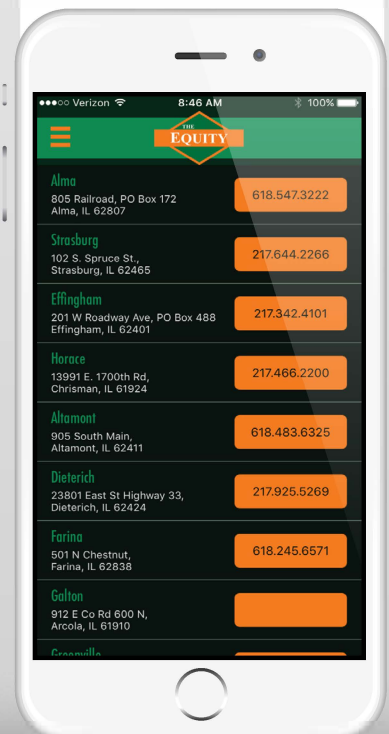 Verizon
8:46 AM
100%
THE
EQUITY
Alma
805 Railroad, PO Box 172
Alma, IL 62807
618.547.3222
Strasburg
102 S. Spruce St.,
Strasburg, IL 62465
217.644.2266
Effingham
201 W Roadway Ave, PO Box 488
Effingham, IL 62401
217.342.4101
Horace
13991 E. 1700th Rd,
Chrisman, IL 61924
217.466.2200
Altamont
905 South Main,
Altamont, IL 62411
618.483.6325
Dieterich
23801 East St Highway 33,
Dieterich, IL 62424
217.925.5269
Farina
501 N Chestnut,
Farina, IL 62838
618.245.6571
Galton
912 E Co Rd 600 N,
Arcola, IL 61910
Greenville